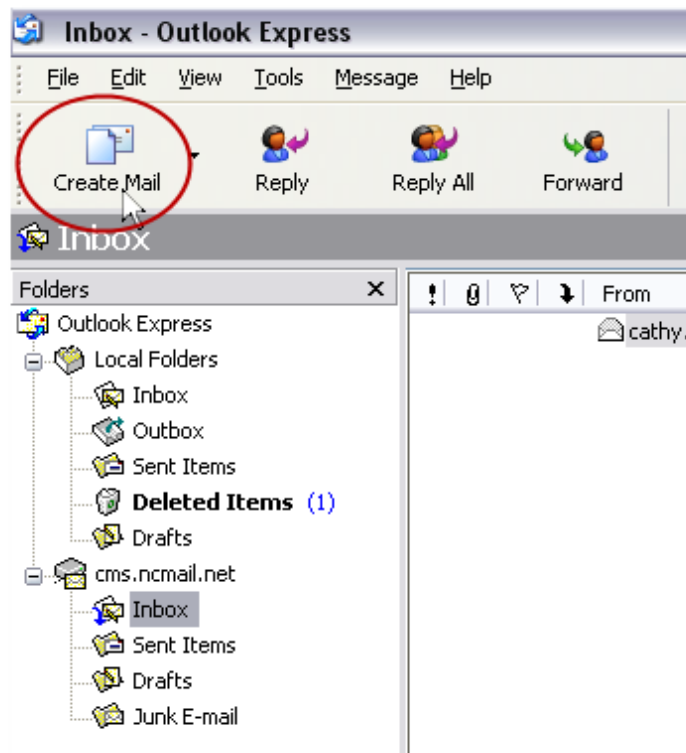 Inbox - Outlook Express
File Edit View Tools Message Help
Create Mail Reply Reply All Forward
Inbox
Folders From
Outlook Express cathy.
Local Folders
Inbox
Outbox
Sent Items
Deleted Items (1)
Drafts
cms.ncmail.net
Inbox
Sent Items
Drafts
Junk E-mail